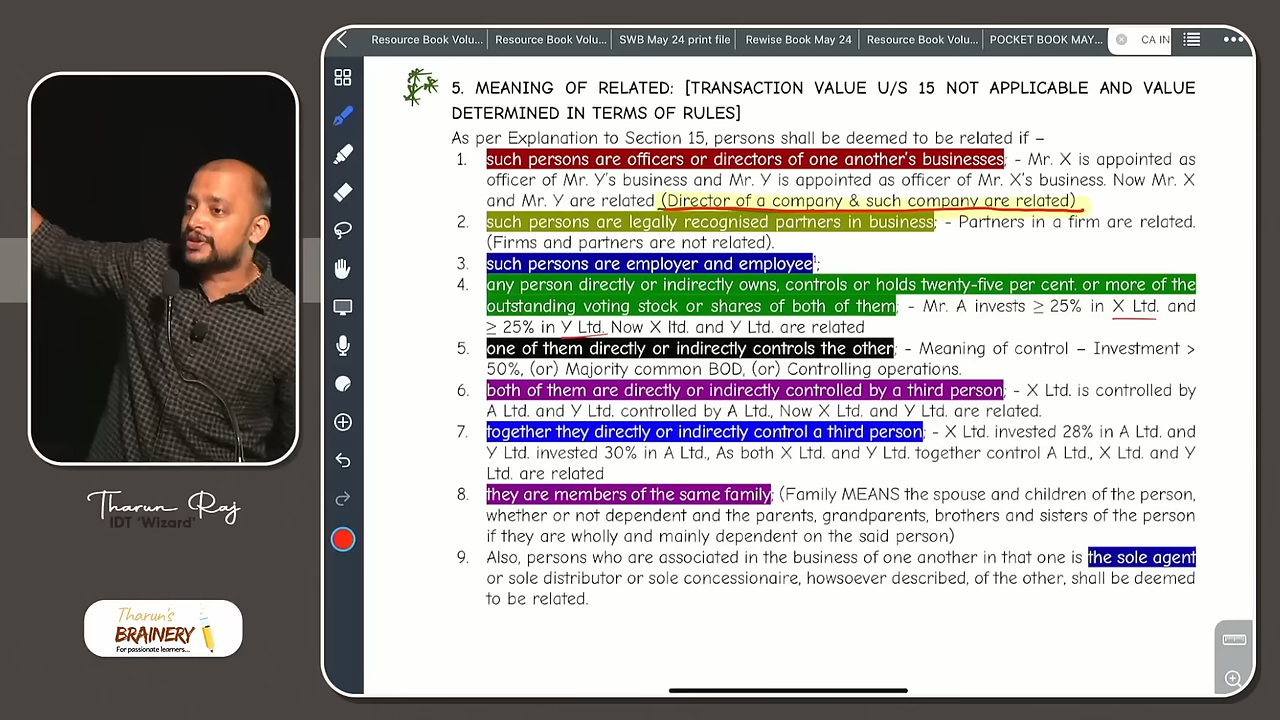 Resource Book Volu...
Resource Book Volu...
SWB May 24 print file
Rewise Book May 24
Resource Book Volu...
POCKET BOOK MAY...
CA IN
5. MEANING OF RELATED: [TRANSACTION VALUE U/S 15 NOT APPLICABLE AND VALUE
DETERMINED IN TERMS OF RULES]
As per Explanation to Section 15, persons shall be deemed to be related if –
1. such persons are officers or directors of one another's businesses; - Mr. X is appointed as
officer of Mr. Y's business and Mr. Y is appointed as officer of Mr. X's business. Now Mr. X
and Mr. Y are related (Director of a company & such company are related)
2. such persons are legally recognised partners in business; - Partners in a firm are related.
(Firms and partners are not related).
3. such persons are employer and employee;
4. any person directly or indirectly owns, controls or holds twenty-five per cent. or more of the
outstanding voting stock or shares of both of them; - Mr. A invests ≥ 25% in X Ltd. and
≥ 25% in Y Ltd. Now X ltd. and Y Ltd. are related
5. one of them directly or indirectly controls the other; - Meaning of control – Investment >
50%, (or) Majority common BOD, (or) Controlling operations.
6. both of them are directly or indirectly controlled by a third person; - X Ltd. is controlled by
A Ltd. and Y Ltd. controlled by A Ltd., Now X Ltd. and Y Ltd. are related.
7. together they directly or indirectly control a third person; - X Ltd. invested 28% in A Ltd. and
Y Ltd. invested 30% in A Ltd., As both X Ltd. and Y Ltd. together control A Ltd., X Ltd. and Y
Ltd. are related
8. they are members of the same family; (Family MEANS the spouse and children of the person,
whether or not dependent and the parents, grandparents, brothers and sisters of the person
if they are wholly and mainly dependent on the said person)
9. Also, persons who are associated in the business of one another in that one is the sole agent
or sole distributor or sole concessionaire, howsoever described, of the other, shall be deemed
to be related.
Tharun Raj
IDT 'Wizard'
Tharun's
BRAINERY
For passionate learners...